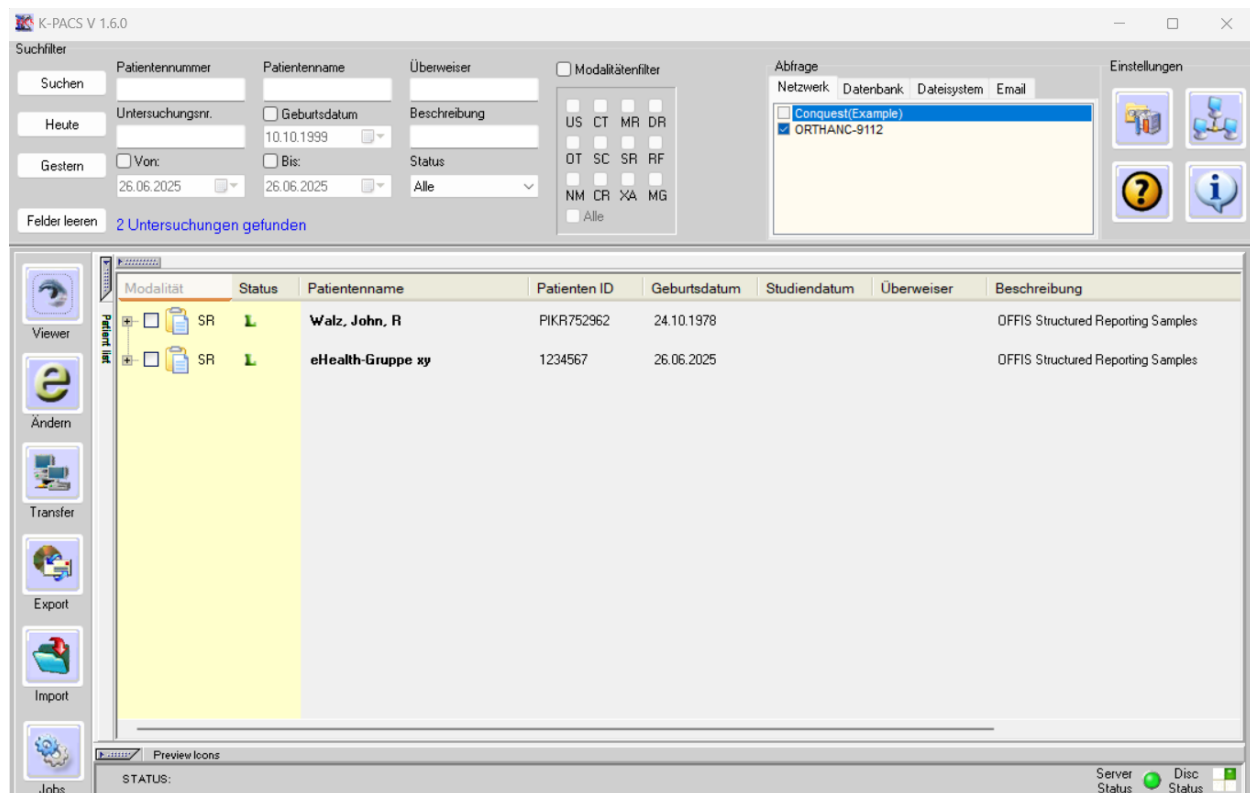 K-PACS V 1.6.0
Suchfilter
Suchen
Heute
Gestern
Felder leeren
Patientennummer
Patientenname
Überweiser
Untersuchungsnr.
Geburtsdatum
Beschreibung
10.10.1999
Von:
Bis:
Status
26.06.2025
26.06.2025
Alle
2 Untersuchungen gefunden
Modalitätenfilter
US CT MR DR
OT SC SR RF
NM CR XA MG
Alle
Abfrage
Netzwerk Datenbank Dateisystem Email
Conquest(Example)
ORTHANC-9112
Einstellungen
Viewer
Ändern
Transfer
Export
Import
Jobs
Patient list
Modalität Status Patientenname Patienten ID Geburtsdatum Studiendatum Überweiser Beschreibung
SR L Walz, John, R PIKR752962 24.10.1978 OFFIS Structured Reporting Samples
SR L eHealth-Gruppe xy 1234567 26.06.2025 OFFIS Structured Reporting Samples
Preview Icons
STATUS:
Server Status
Disc Status